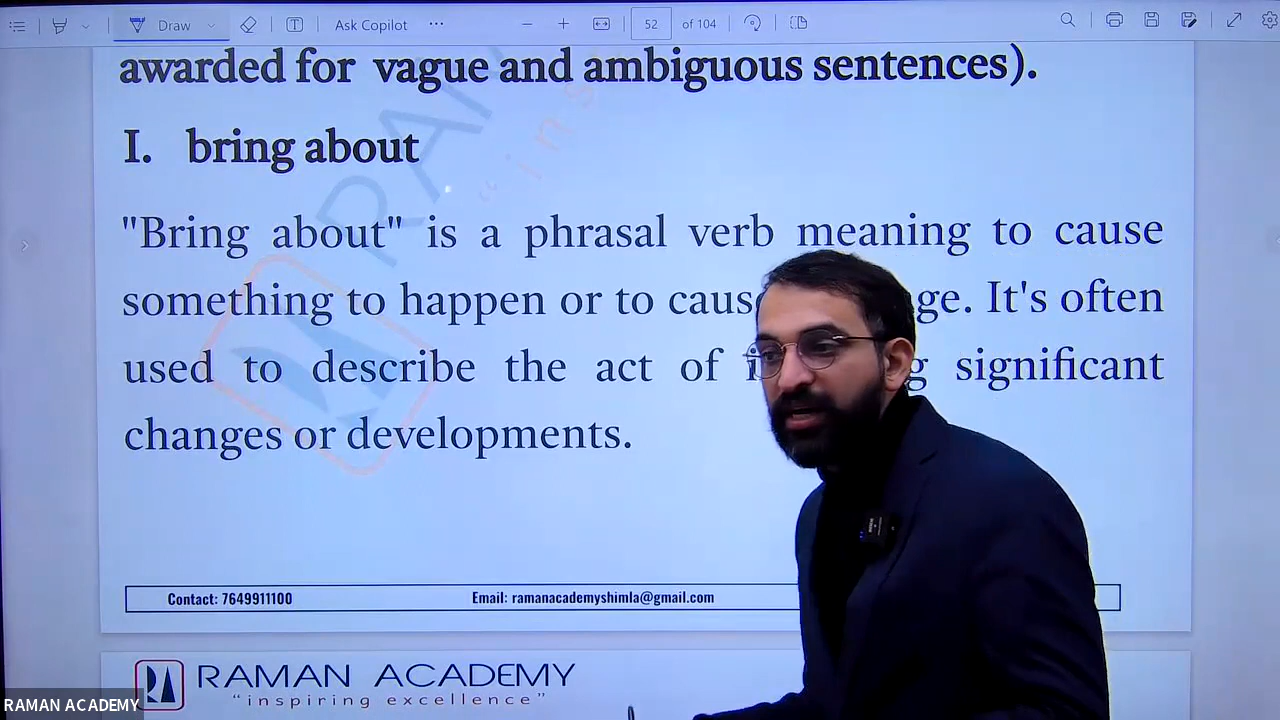 Draw
Ask Copilot
52 of 104
awarded for vague and ambiguous sentences).
I. bring about
"Bring about" is a phrasal verb meaning to cause
something to happen or to It's often
used to describe the act of significant
changes or developments.
Contact: 7649911100 Email: ramanacademyshimla@gmail.com
RAMAN ACADEMY
"inspiring excellence"
RAMAN ACADEMY